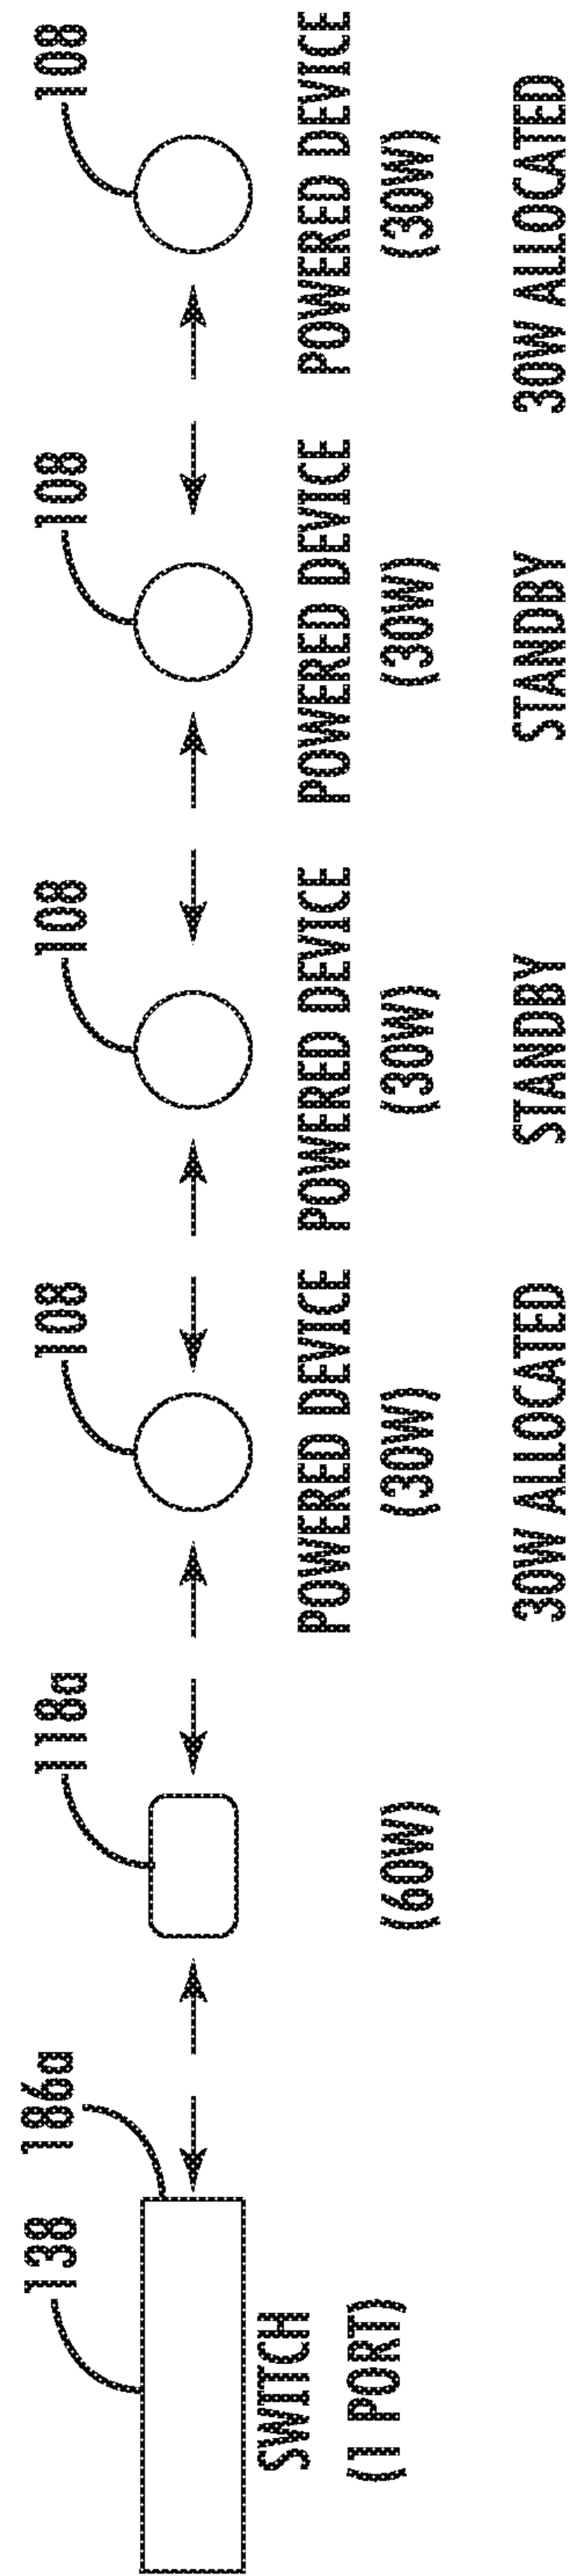 138
186a
118a
108
108
108
108
SWITCH
(1 PORT)
(60W)
POWERED DEVICE
(30W)
30W ALLOCATED
POWERED DEVICE
(30W)
STANDBY
POWERED DEVICE
(30W)
STANDBY
POWERED DEVICE
(30W)
30W ALLOCATED